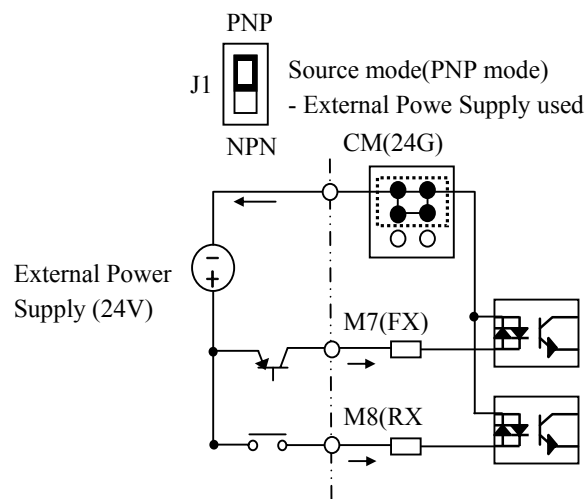 PNP
J1
Source mode(PNP mode)
- External Powe Supply used
NPN
CM(24G)
External Power
Supply (24V)
M7(FX)
M8(RX